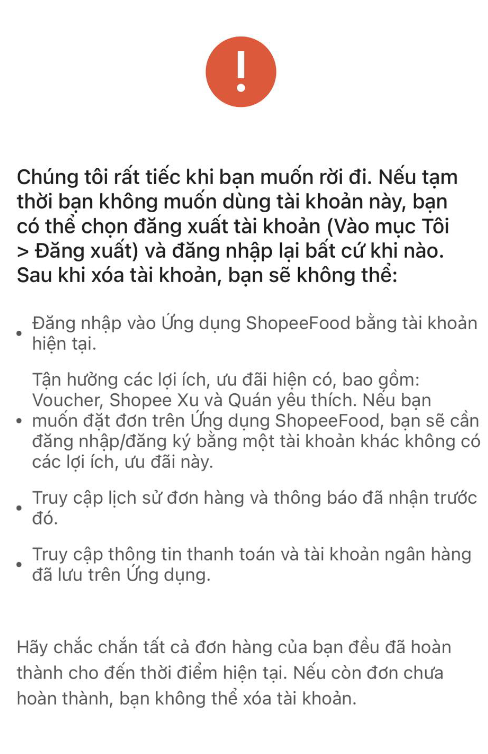 Chúng tôi rất tiếc khi bạn muốn rời đi. Nếu tạm
thời bạn không muốn dùng tài khoản này, bạn
có thể chọn đăng xuất tài khoản (Vào mục Tôi
> Đăng xuất) và đăng nhập lại bất cứ khi nào.
Sau khi xóa tài khoản, bạn sẽ không thể:
• Đăng nhập vào Ứng dụng ShopeeFood bằng tài khoản
hiện tại.
Tận hưởng các lợi ích, ưu đãi hiện có, bao gồm:
Voucher, Shopee Xu và Quán yêu thích. Nếu bạn
• muốn đặt đơn trên Ứng dụng ShopeeFood, bạn sẽ cần
đăng nhập/đăng ký bằng một tài khoản khác không có
các lợi ích, ưu đãi này.
• Truy cập lịch sử đơn hàng và thông báo đã nhận trước
đó.
• Truy cập thông tin thanh toán và tài khoản ngân hàng
đã lưu trên Ứng dụng.
Hãy chắc chắn tất cả đơn hàng của bạn đều đã hoàn
thành cho đến thời điểm hiện tại. Nếu còn đơn chưa
hoàn thành, bạn không thể xóa tài khoản.